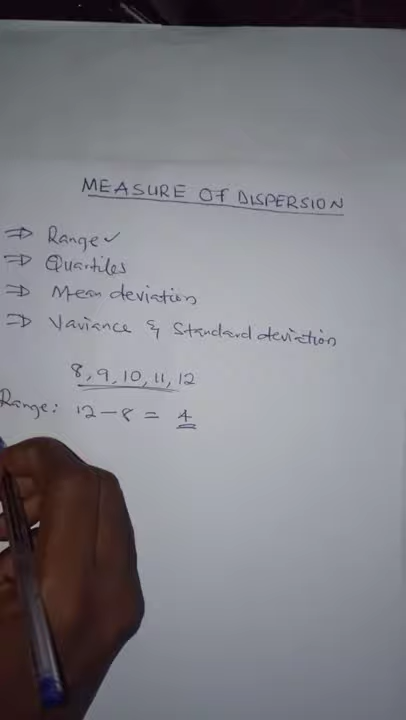 MEASURE OF DISPERSION
⇒ Range ✓
⇒ Quartiles
⇒ Mean deviation
⇒ Variance & Standard deviation
8, 9, 10, 11, 12
Range: 12 - 8 = 4